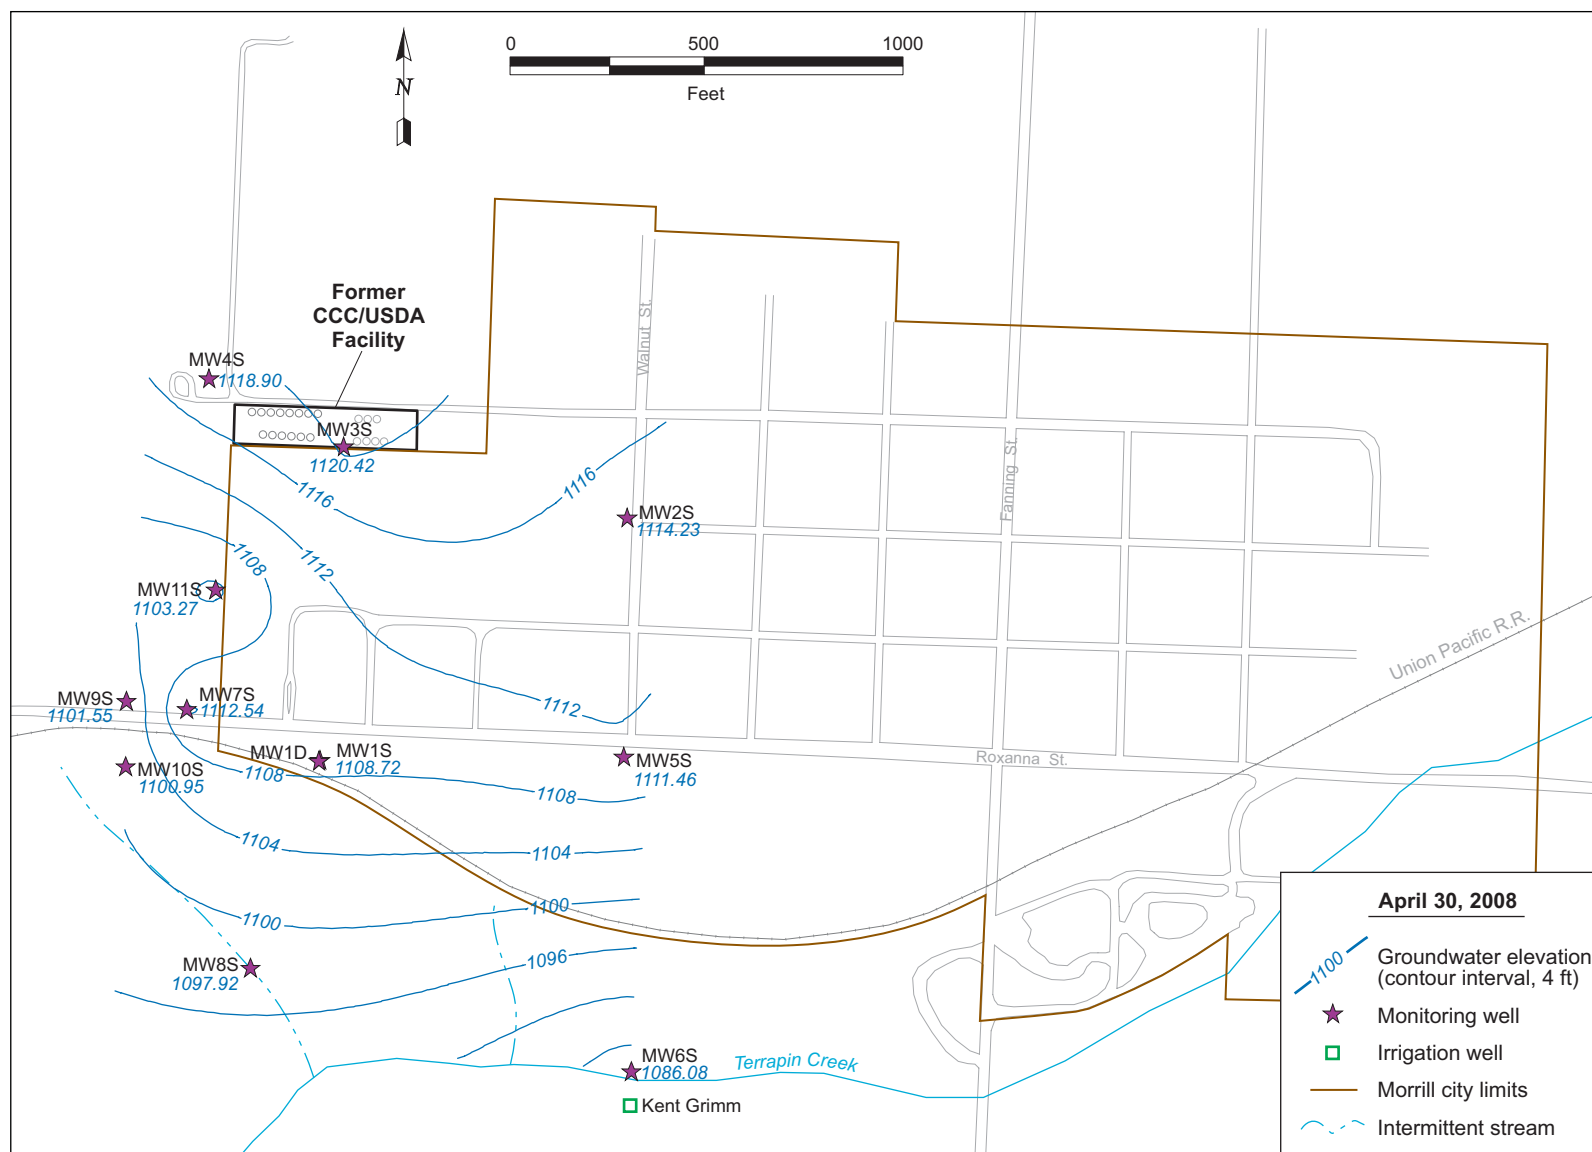 0 500 1000
Feet
N
Former
CCC/USDA
Facility
Walnut St.
MW4S
1118.90
MW3S
1120.42
1116
1116
MW2S
1114.23
Fanning St.
1108
1112
MW11S
1103.27
Union Pacific R.R.
MW9S
1101.55
MW7S
1112.54
1112
MW1D
MW1S
1108.72
MW5S
1111.46
Roxanna St.
MW10S
1100.95
1108
1108
1104
1104
1100
1100
1096
MW8S
1097.92
MW6S
1086.08
Terrapin Creek
Kent Grimm
April 30, 2008
1100
Groundwater elevation
(contour interval, 4 ft)
Monitoring well
Irrigation well
Morrill city limits
Intermittent stream